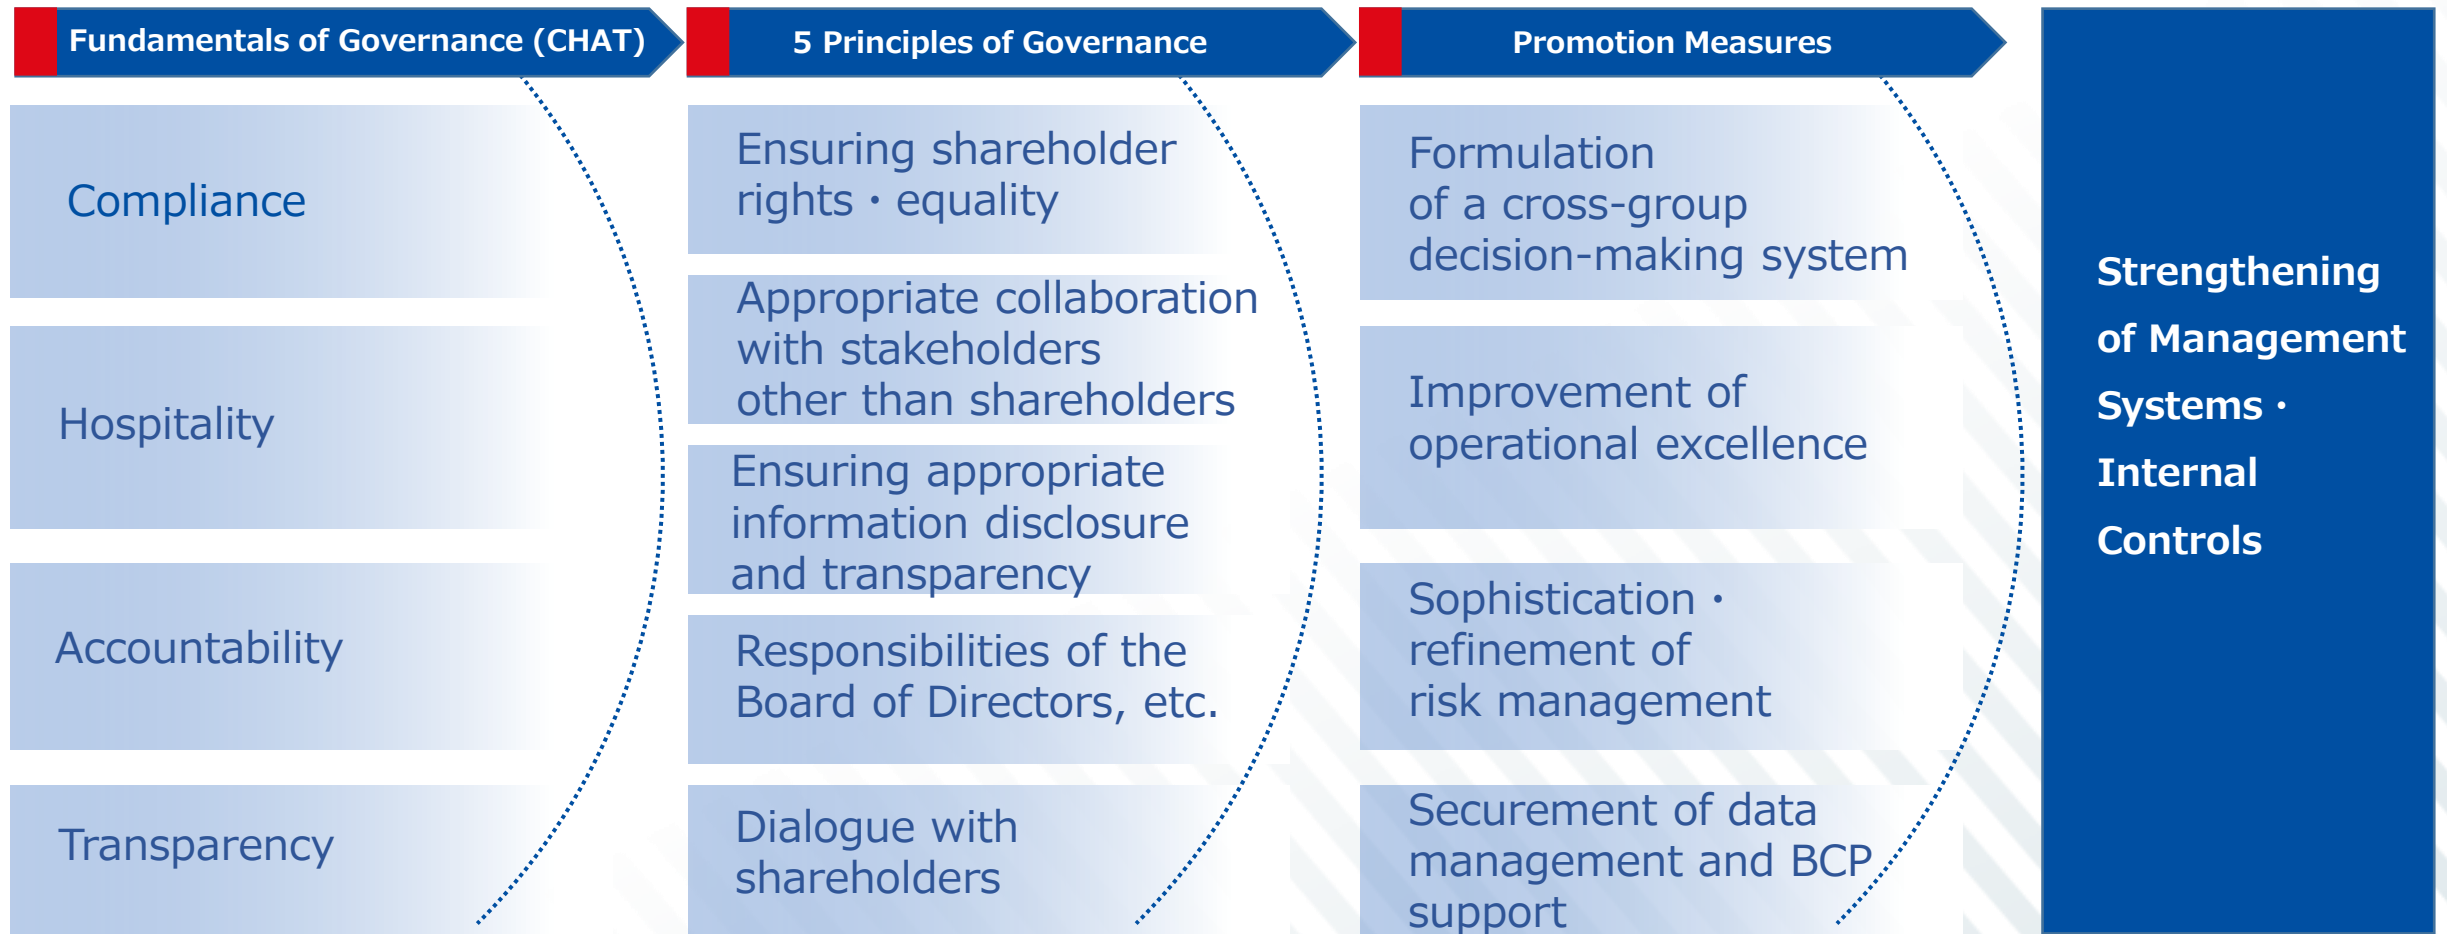 Fundamentals of Governance (CHAT)
Compliance
Hospitality
Accountability
Transparency
5 Principles of Governance
Ensuring shareholder
rights・equality
Appropriate collaboration
with stakeholders
other than shareholders
Ensuring appropriate
information disclosure
and transparency
Responsibilities of the
Board of Directors, etc.
Dialogue with
shareholders
Promotion Measures
Formulation
of a cross-group
decision-making system
Improvement of
operational excellence
Sophistication・
refinement of
risk management
Securement of data
management and BCP
support
Strengthening
of Management
Systems・
Internal
Controls